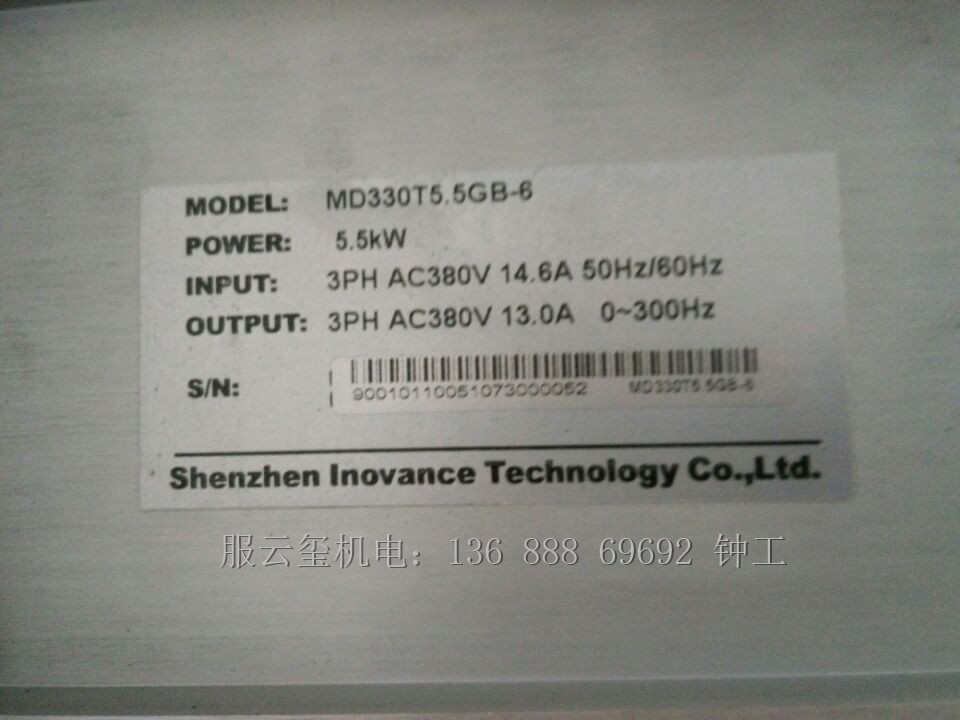 MODEL: MD330T5.5GB-6
POWER: 5.5kW
INPUT: 3PH AC380V 14.6A 50Hz/60Hz
OUTPUT: 3PH AC380V 13.0A 0~300Hz
S/N:
90010110051073000052 MD330T5.5GB-6
Shenzhen Inovance Technology Co.,Ltd.
服云玺机电: 136 888 69692 钟工